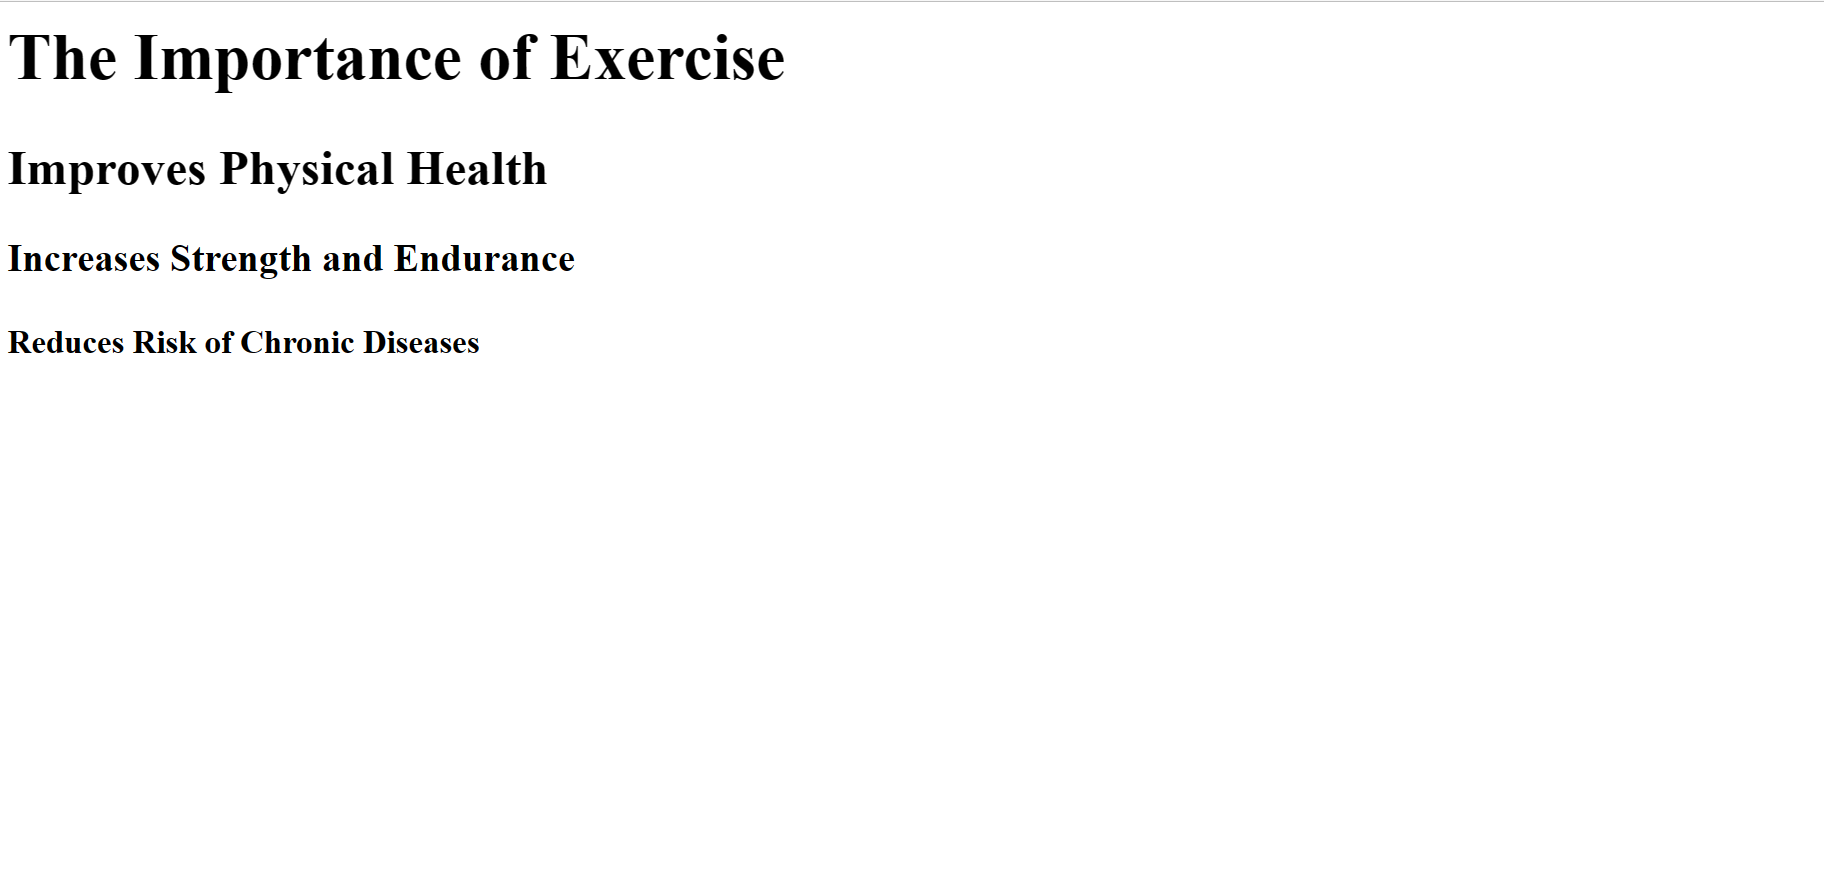 The Importance of Exercise
Improves Physical Health
Increases Strength and Endurance
Reduces Risk of Chronic Diseases